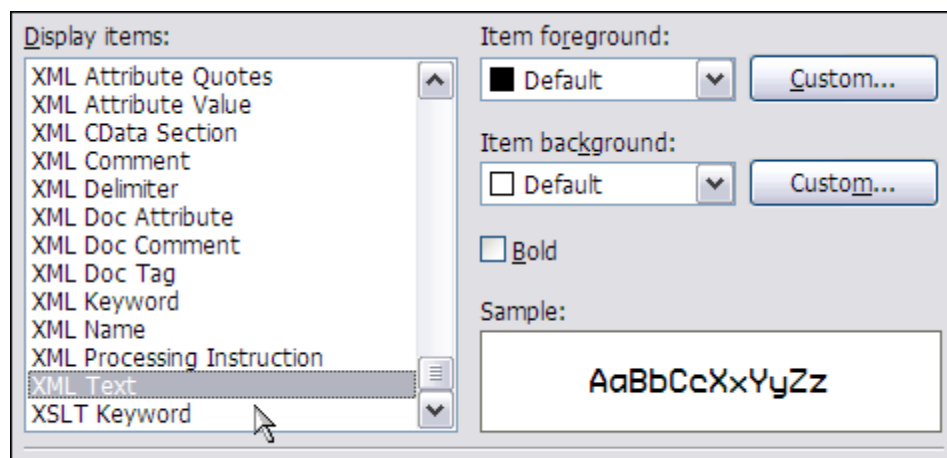 Display items:
XML Attribute Quotes
XML Attribute Value
XML CData Section
XML Comment
XML Delimiter
XML Doc Attribute
XML Doc Comment
XML Doc Tag
XML Keyword
XML Name
XML Processing Instruction
XML Text
XSLT Keyword
Item foreground:
Default
Custom...
Item background:
Default
Custom...
Bold
Sample:
AaBbCcXxYyZz